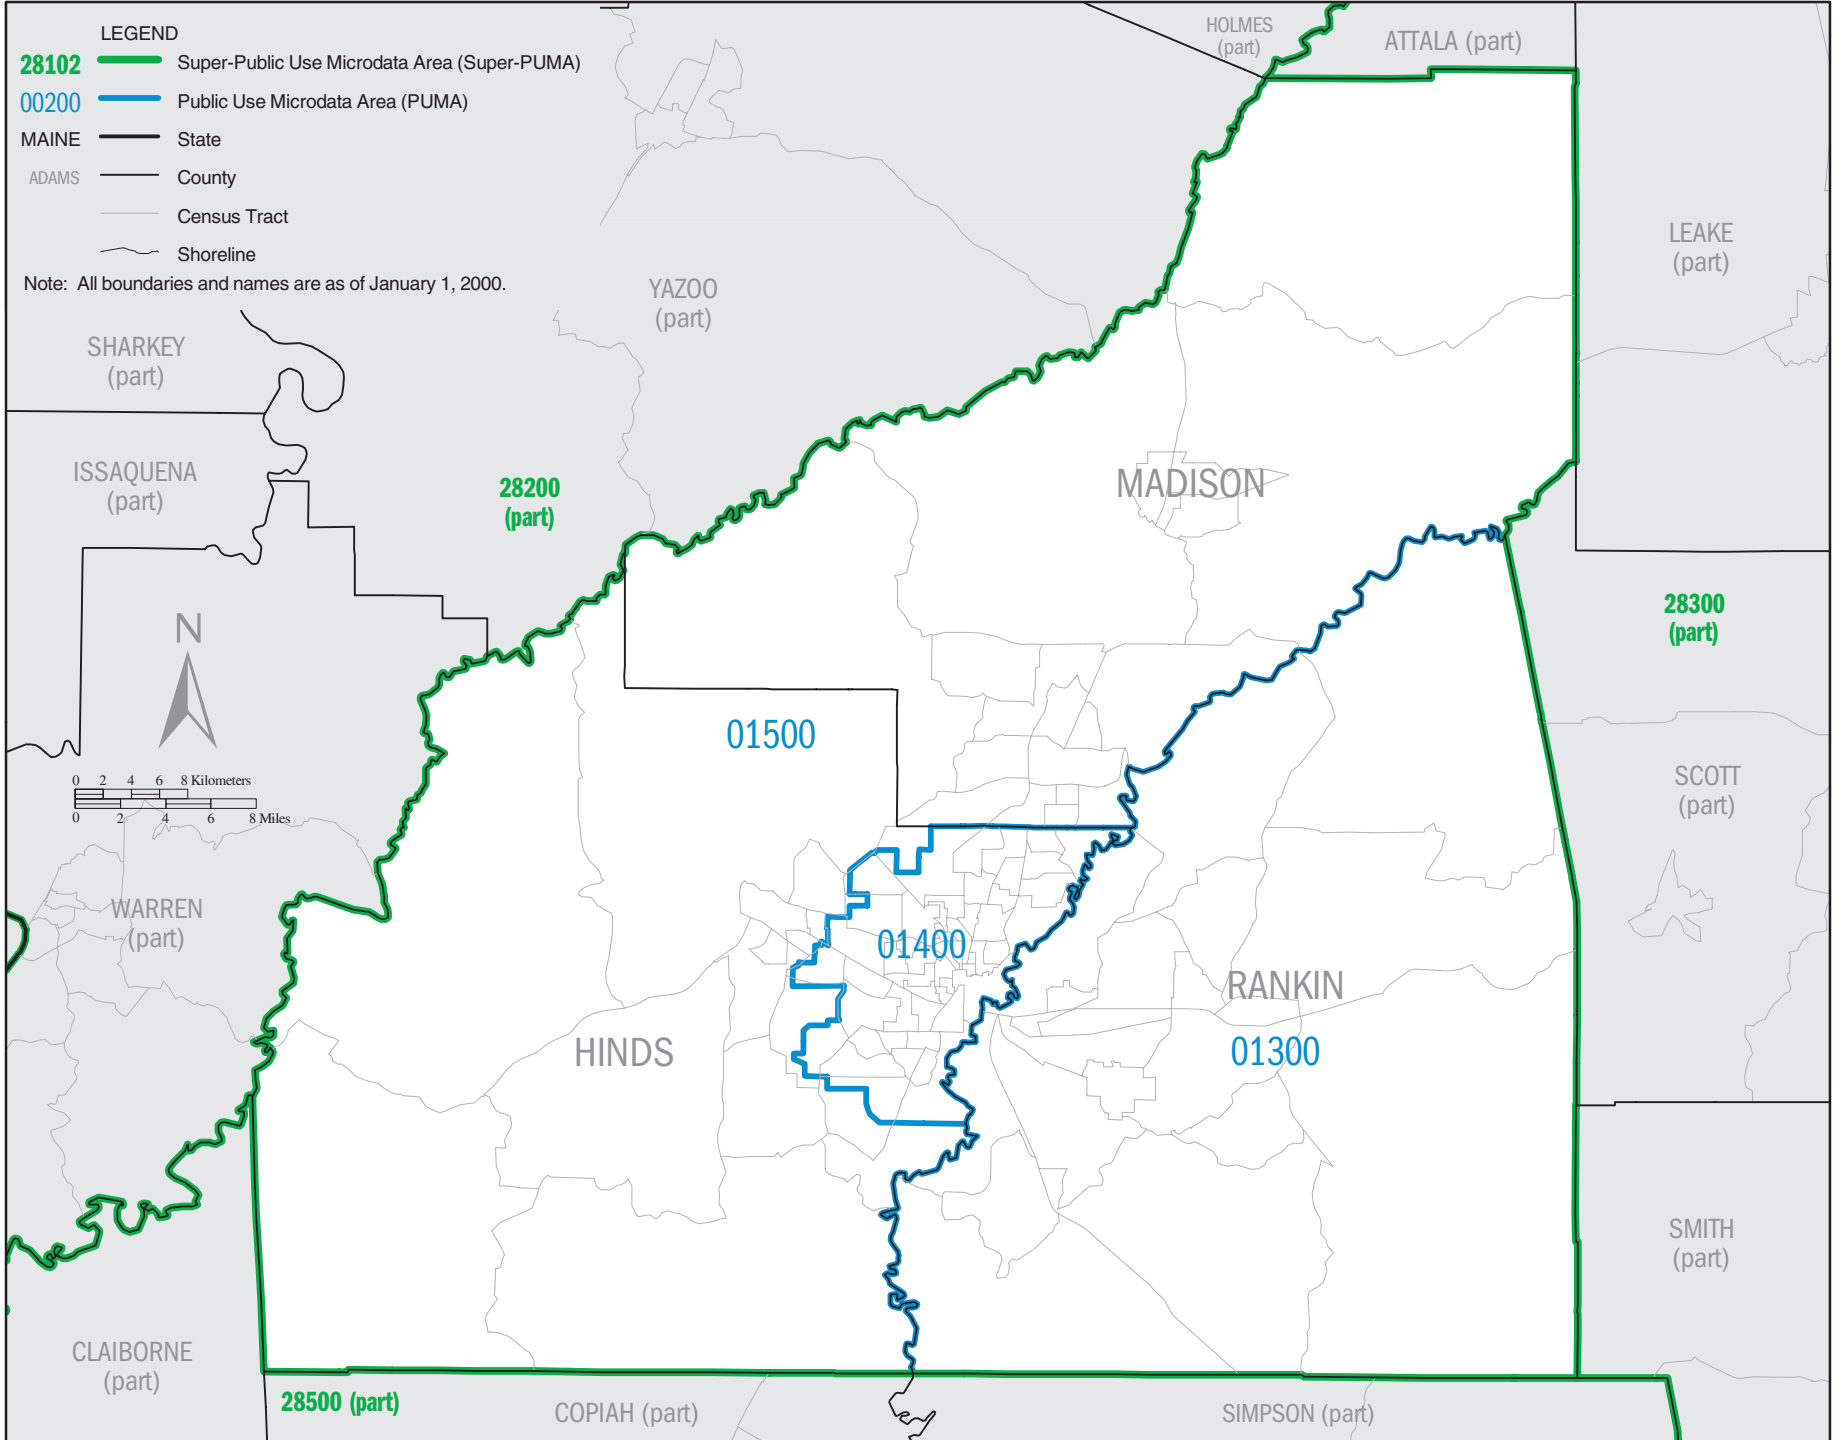 LEGEND
28102 Super-Public Use Microdata Area (Super-PUMA)
00200 Public Use Microdata Area (PUMA)
MAINE State
ADAMS County
Census Tract
Shoreline
Note: All boundaries and names are as of January 1, 2000.
HOLMES
(part)
ATTALA (part)
LEAKE
(part)
YAZOO
(part)
SHARKEY
(part)
ISSAQUENA
(part)
28200
(part)
MADISON
28300
(part)
N
01500
SCOTT
(part)
0 2 4 6 8 Kilometers
0 2 4 6 8 Miles
WARREN
(part)
01400
RANKIN
HINDS
01300
SMITH
(part)
CLAIBORNE
(part)
28500 (part)
COPIAH (part)
SIMPSON (part)